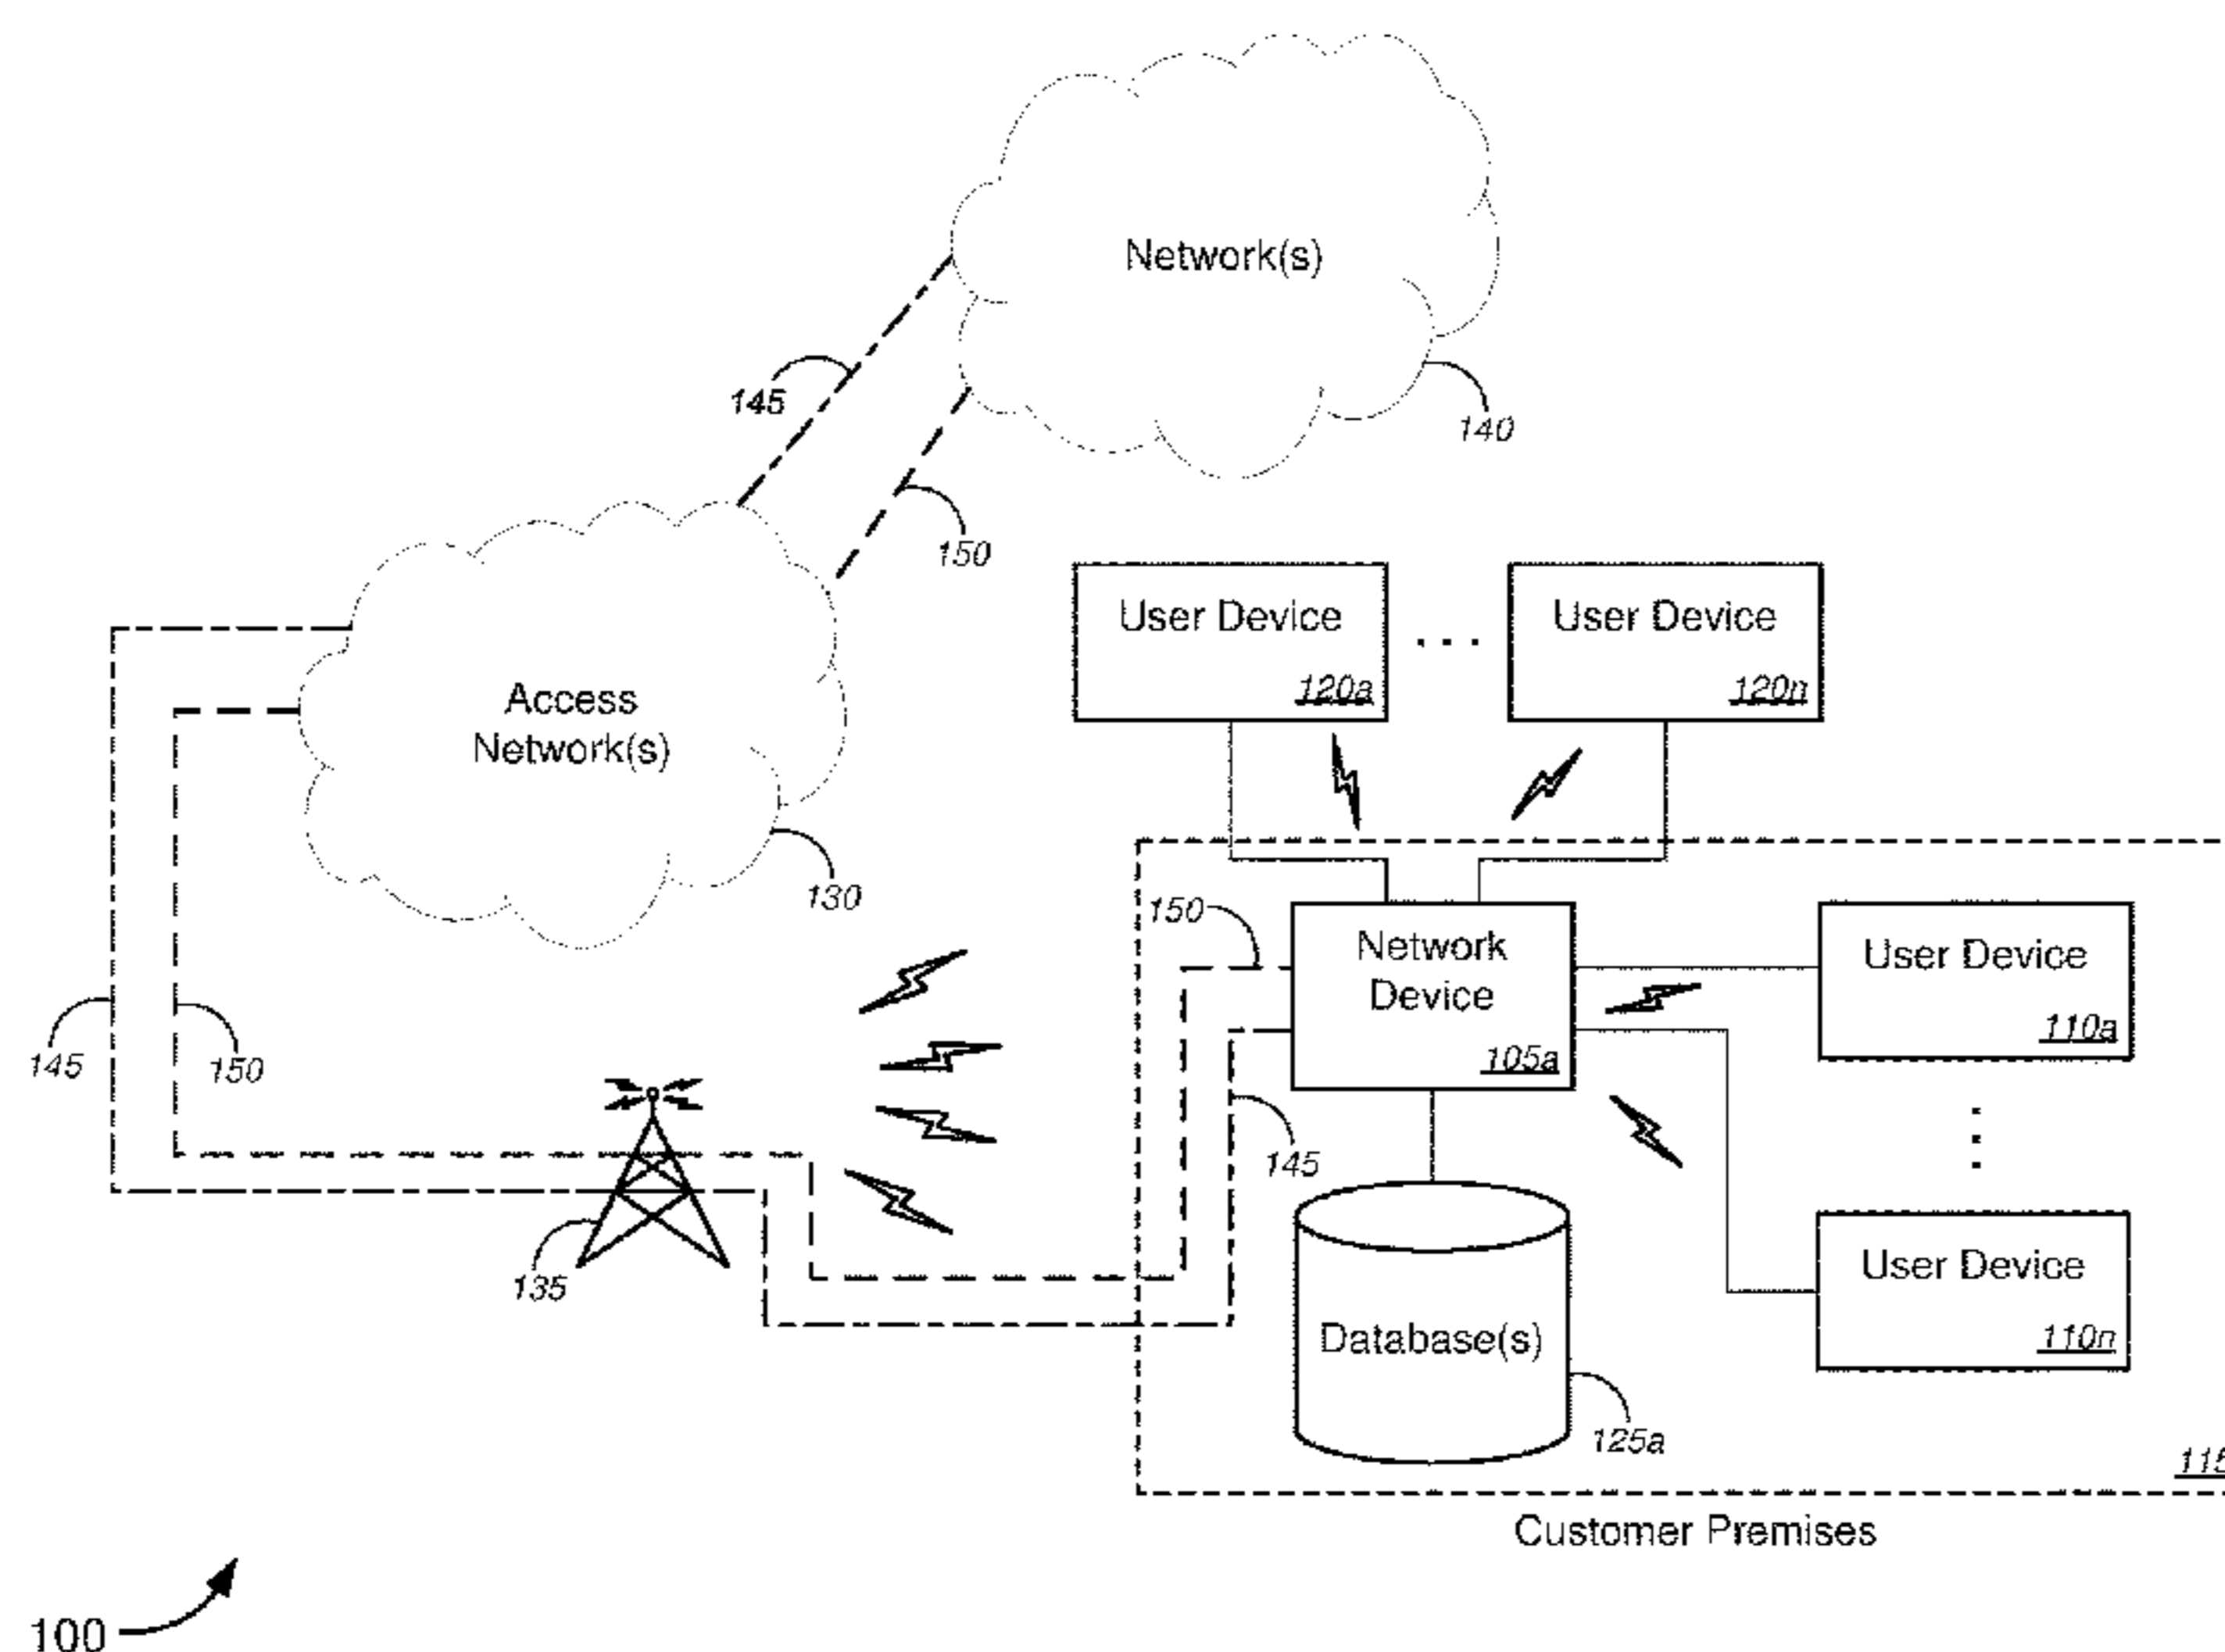 Network(s)
145
140
150
User Device
120a
. . .
User Device
120n
Access
Network(s)
130
150
Network
Device
105a
User Device
110a
145
150
145
135
Database(s)
125a
User Device
110n
115
Customer Premises
100